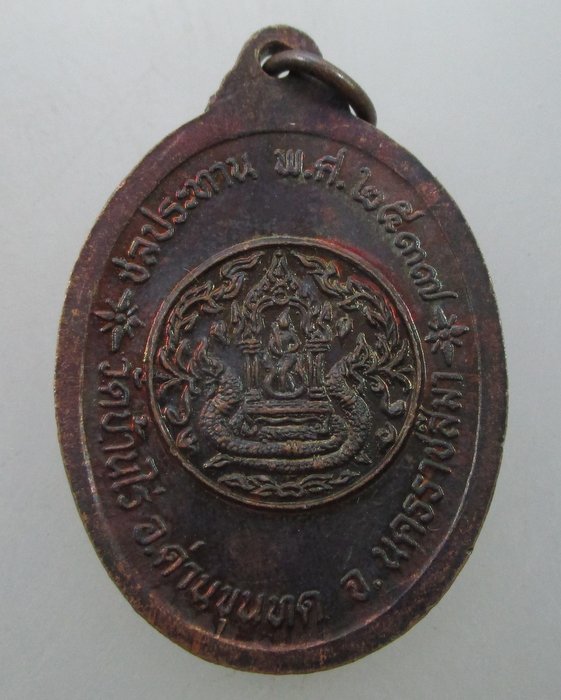 ชลประทาน พ.ศ.๒๕๓๗
วัดบ้านไร่ อ.ด่านขุนทด จ.นครราชสีมา